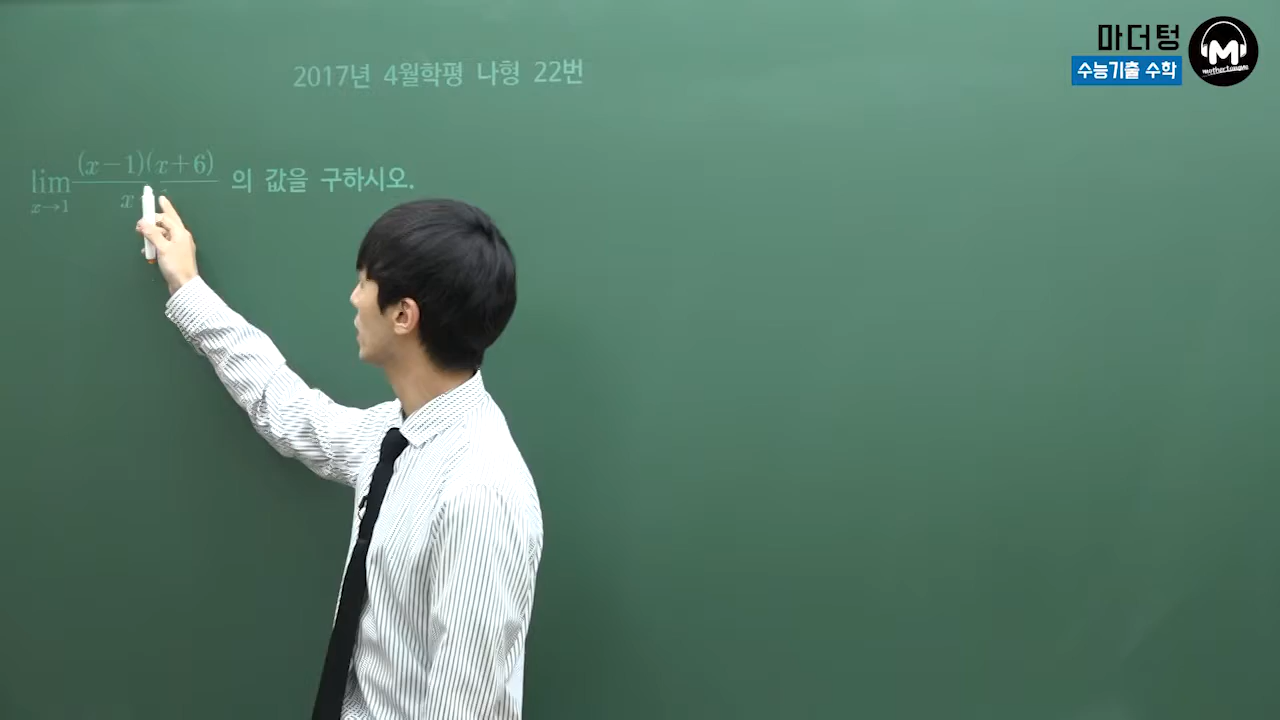 마더텅
수능기출 수학
M
mothertongue
2017년 4월학평 나형 22번
lim x→1 (x-1)(x+6) / x 의 값을 구하시오.